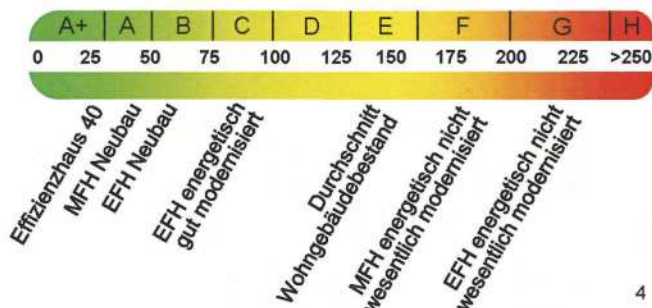 A+ A B C D E F G H
0 25 50 75 100 125 150 175 200 225 >250
Effizienzhaus 40
MFH Neubau
EFH Neubau
EFH energetisch
gut modernisiert
Durchschnitt
Wohngebäudebestand
MFH energetisch nicht
wesentlich modernisiert
EFH energetisch nicht
wesentlich modernisiert
4